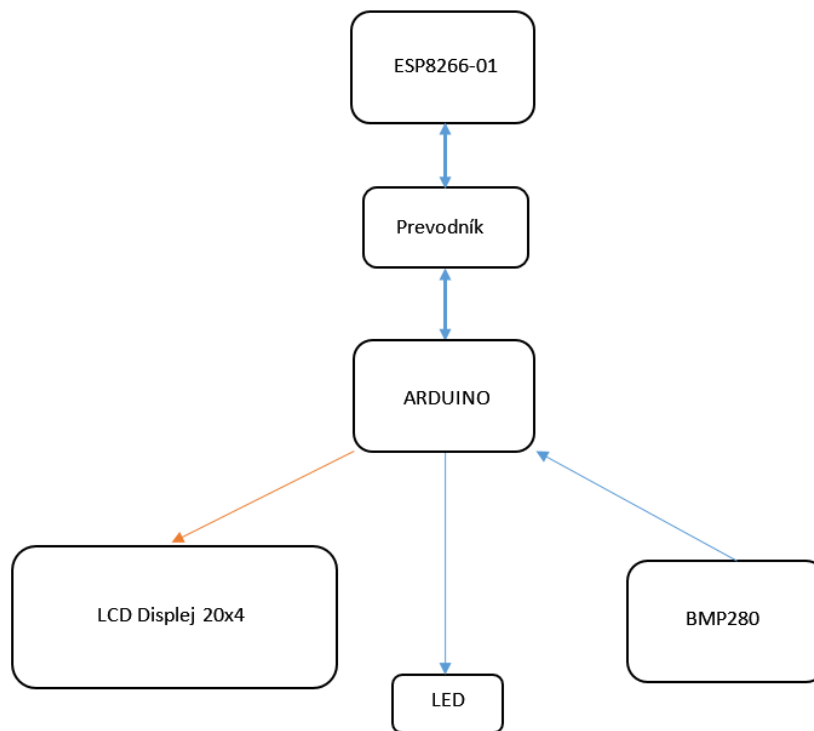 ESP8266-01
Prevodník
ARDUINO
LCD Displej 20x4
BMP280
LED